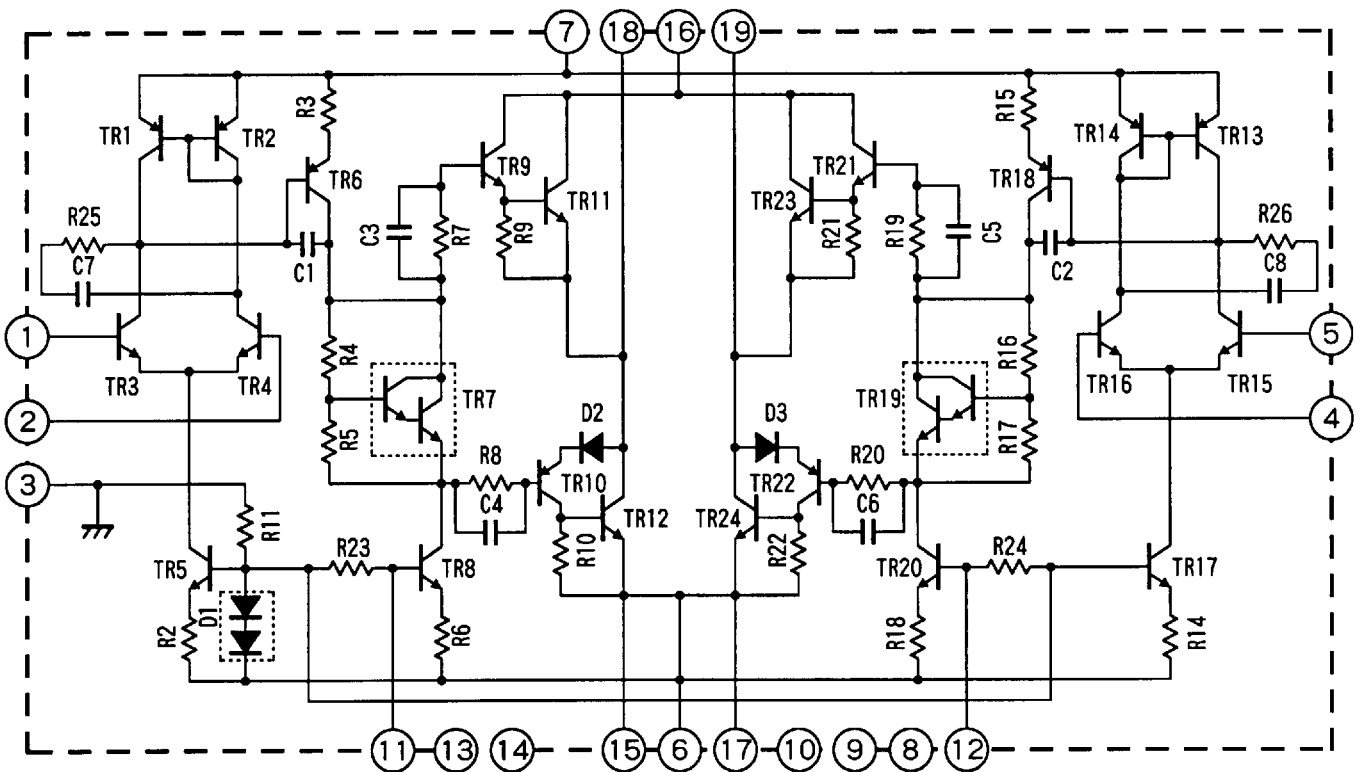 7 18 16 19
R3 R15
TR1 TR2 TR14 TR13
TR6 TR9 TR21 TR18
TR11 TR23
R25 C3 R7 R9 R21 R19 C5 R26
C7 C1 C2 C8
1 5
R4 R16
TR3 TR4 TR7 TR19 TR16 TR15
2 D2 D3 4
R5 R17
R8 R20
3 C4 TR10 TR22 C6
R11 TR12 TR24
R23 R10 R22 R24
TR5 TR8 TR20 TR17
D1
R2 R6 R18 R14
11 13 14 15 6 17 10 9 8 12